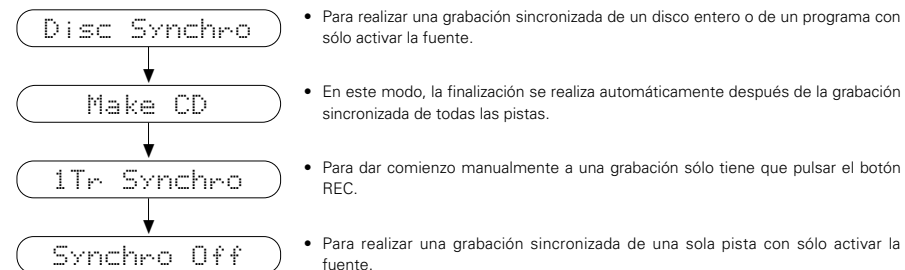 Disc Synchro
• Para realizar una grabación sincronizada de un disco entero o de un programa con
sólo activar la fuente.
Make CD
• En este modo, la finalización se realiza automáticamente después de la grabación
sincronizada de todas las pistas.
1Tr Synchro
• Para dar comienzo manualmente a una grabación sólo tiene que pulsar el botón
REC.
Synchro Off
• Para realizar una grabación sincronizada de una sola pista con sólo activar la
fuente.